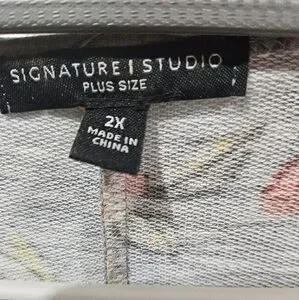 SIGNATURE | STUDIO
PLUS SIZE
2X
MADE IN
CHINA